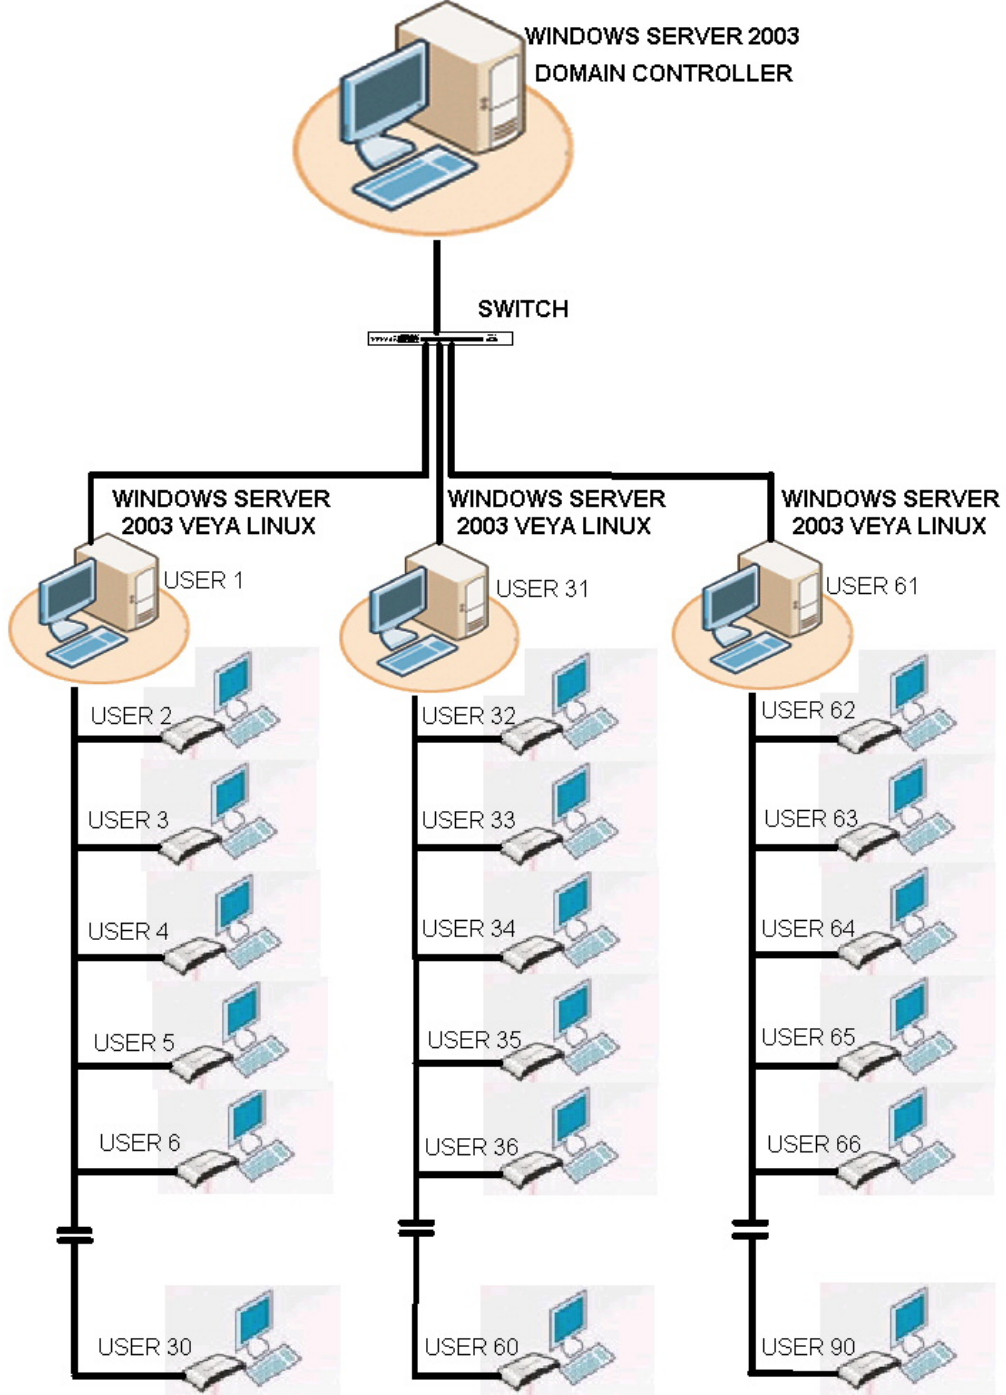 WINDOWS SERVER 2003
DOMAIN CONTROLLER
SWITCH
WINDOWS SERVER
2003 VEYA LINUX
WINDOWS SERVER
2003 VEYA LINUX
WINDOWS SERVER
2003 VEYA LINUX
USER 1
USER 31
USER 61
USER 2
USER 32
USER 62
USER 3
USER 33
USER 63
USER 4
USER 34
USER 64
USER 5
USER 35
USER 65
USER 6
USER 36
USER 66
USER 30
USER 60
USER 90